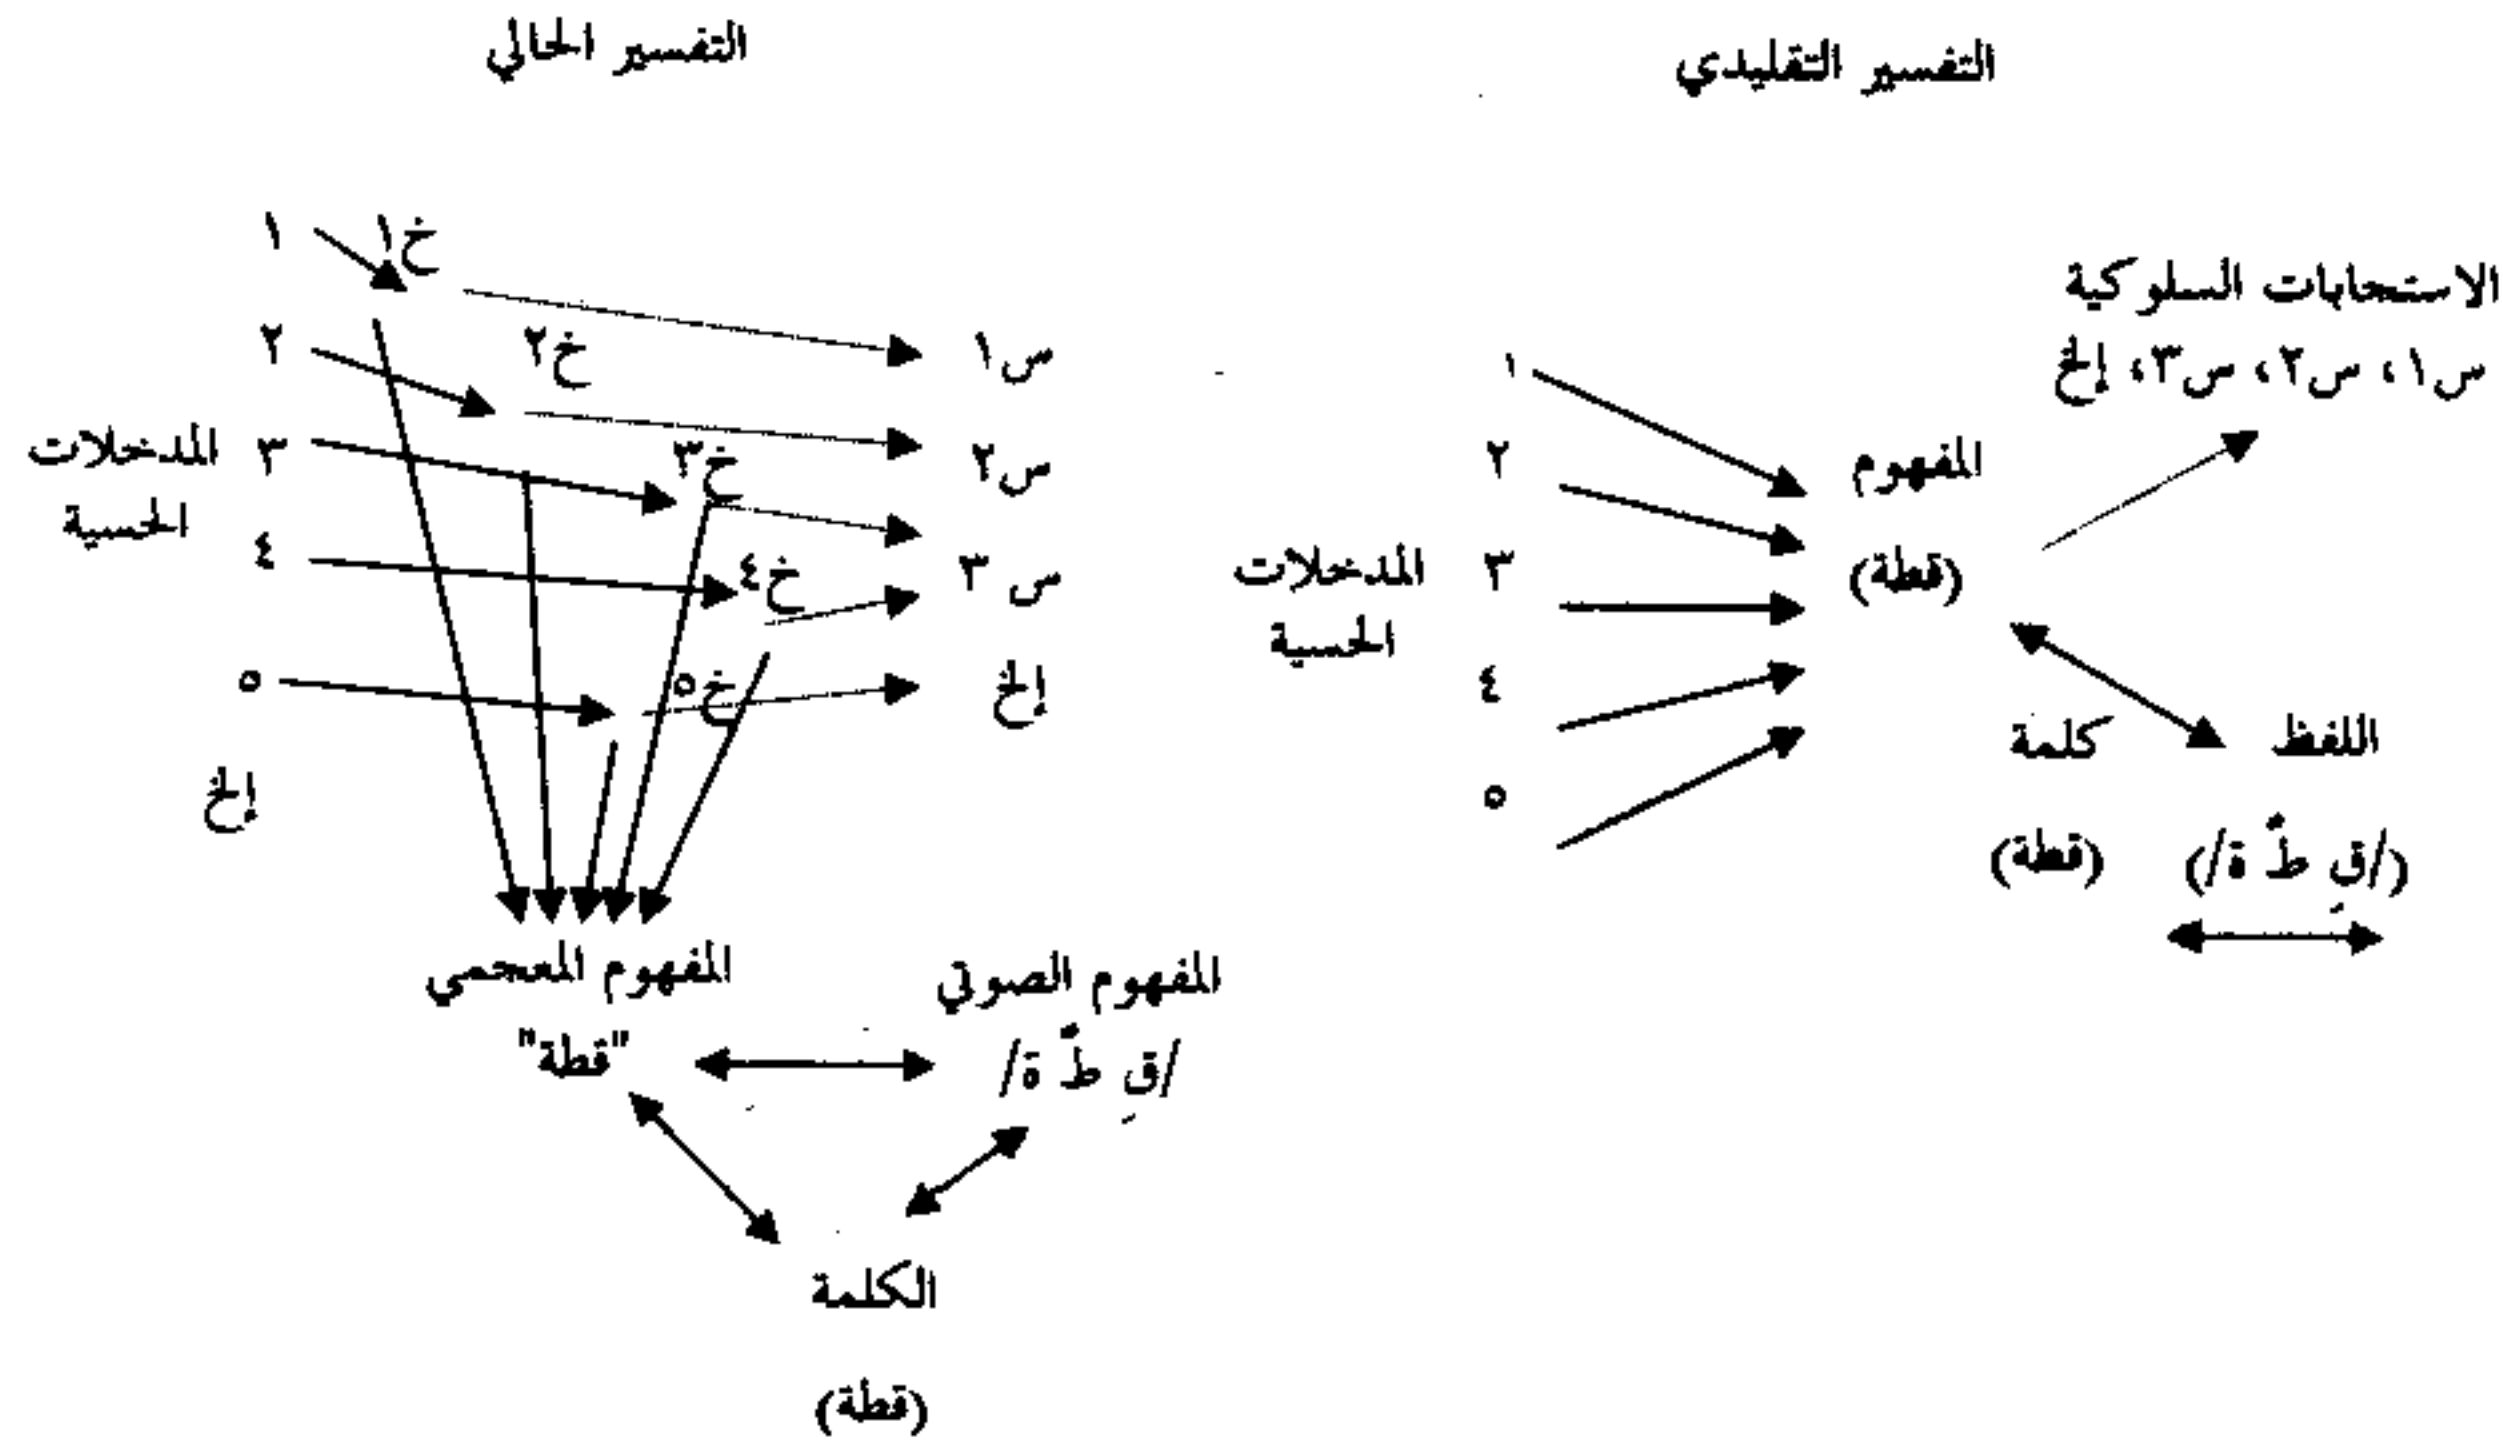 التفسير التقليدي
الاستجابات السلوكية
س١، س٢، س٣، إلخ
١
٢
٣
٤
٥
المدخلات
الحسية
المفهوم
(قطة)
كلمة
(قطة)
اللفظ
(/قِ طّ ة/)
التفسير الحالي
المدخلات
الحسية
١
٢
٣
٤
٥
إلخ
خ١
خ٢
خ٣
خ٤
خ٥
س١
س٢
س٣
إلخ
المفهوم المعجمي
"قطة"
المفهوم الصوتي
/قِ طّ ة/
الكلمة
(قطة)